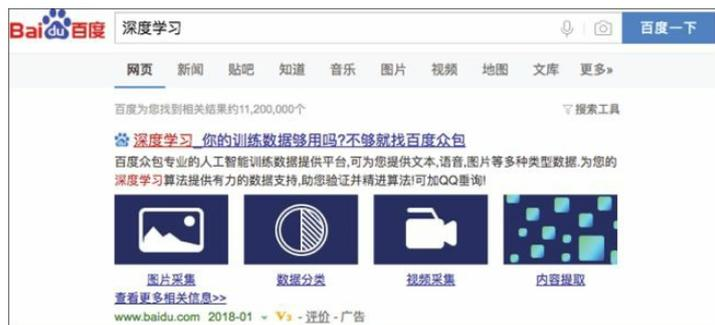 Bai du 百度 深度学习 百度一下
网页 新闻 贴吧 知道 音乐 图片 视频 地图 文库 更多»
百度为您找到相关结果约11,200,000个 搜索工具
深度学习_你的训练数据够用吗?不够就找百度众包
百度众包专业的人工智能训练数据提供平台,可为您提供文本,语音,图片等多种类型数据.为您的
深度学习算法提供有力的数据支持,助您验证并精进算法!可加QQ垂询!
图片采集 数据分类 视频采集 内容提取
查看更多相关信息>>
www.baidu.com 2018-01 V3 - 评价 - 广告